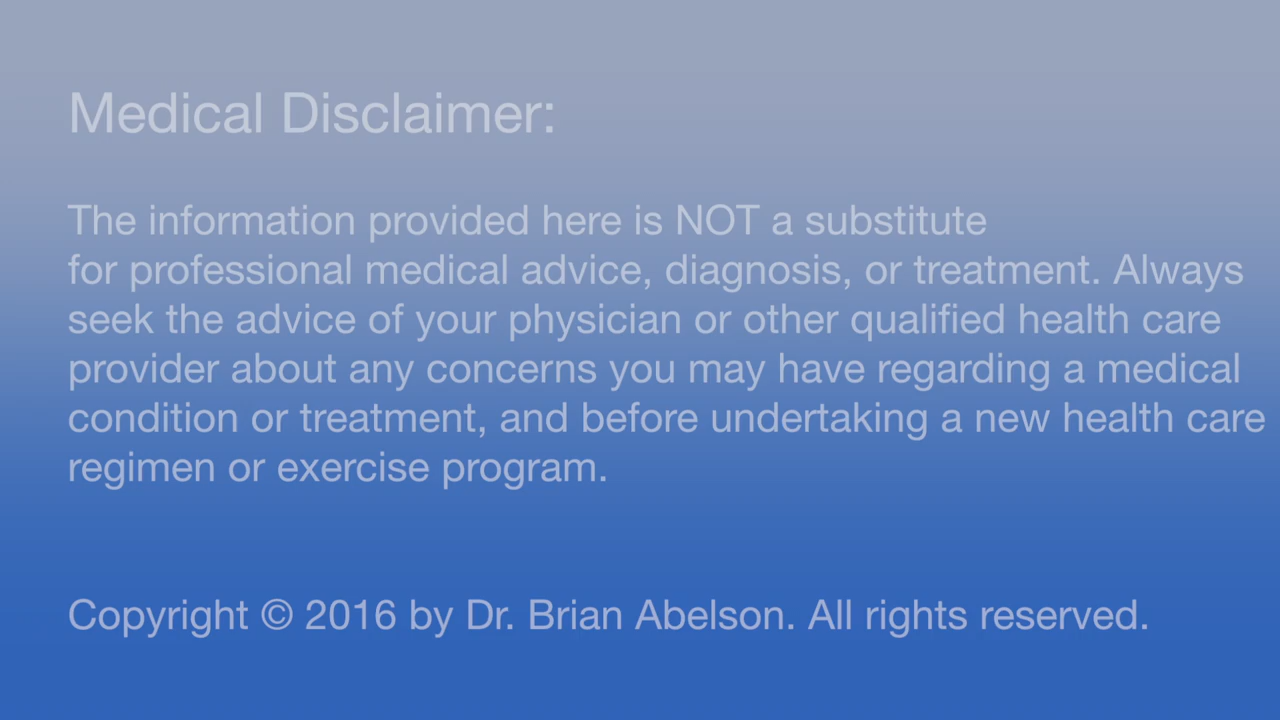 Medical Disclaimer:
The information provided here is NOT a substitute
for professional medical advice, diagnosis, or treatment. Always
seek the advice of your physician or other qualified health care
provider about any concerns you may have regarding a medical
condition or treatment, and before undertaking a new health care
regimen or exercise program.
Copyright © 2016 by Dr. Brian Abelson. All rights reserved.